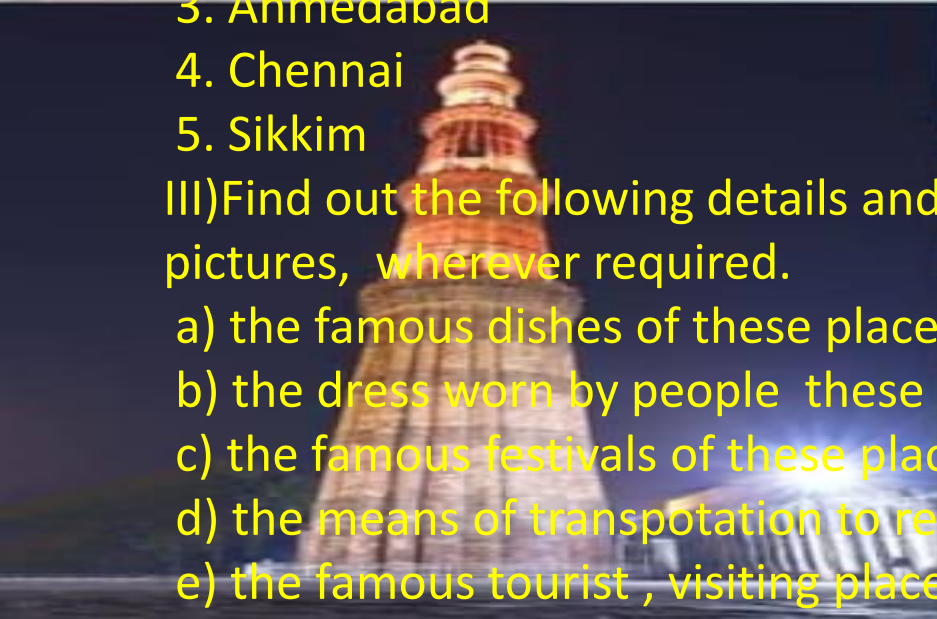 3. Ahmedabad
4. Chennai
5. Sikkim
III)Find out the following details and
pictures,  wherever required.
a) the famous dishes of these place
b) the dress worn by people  these
c) the famous festivals of these plac
d) the means of transpotation to re
e) the famous tourist , visiting place